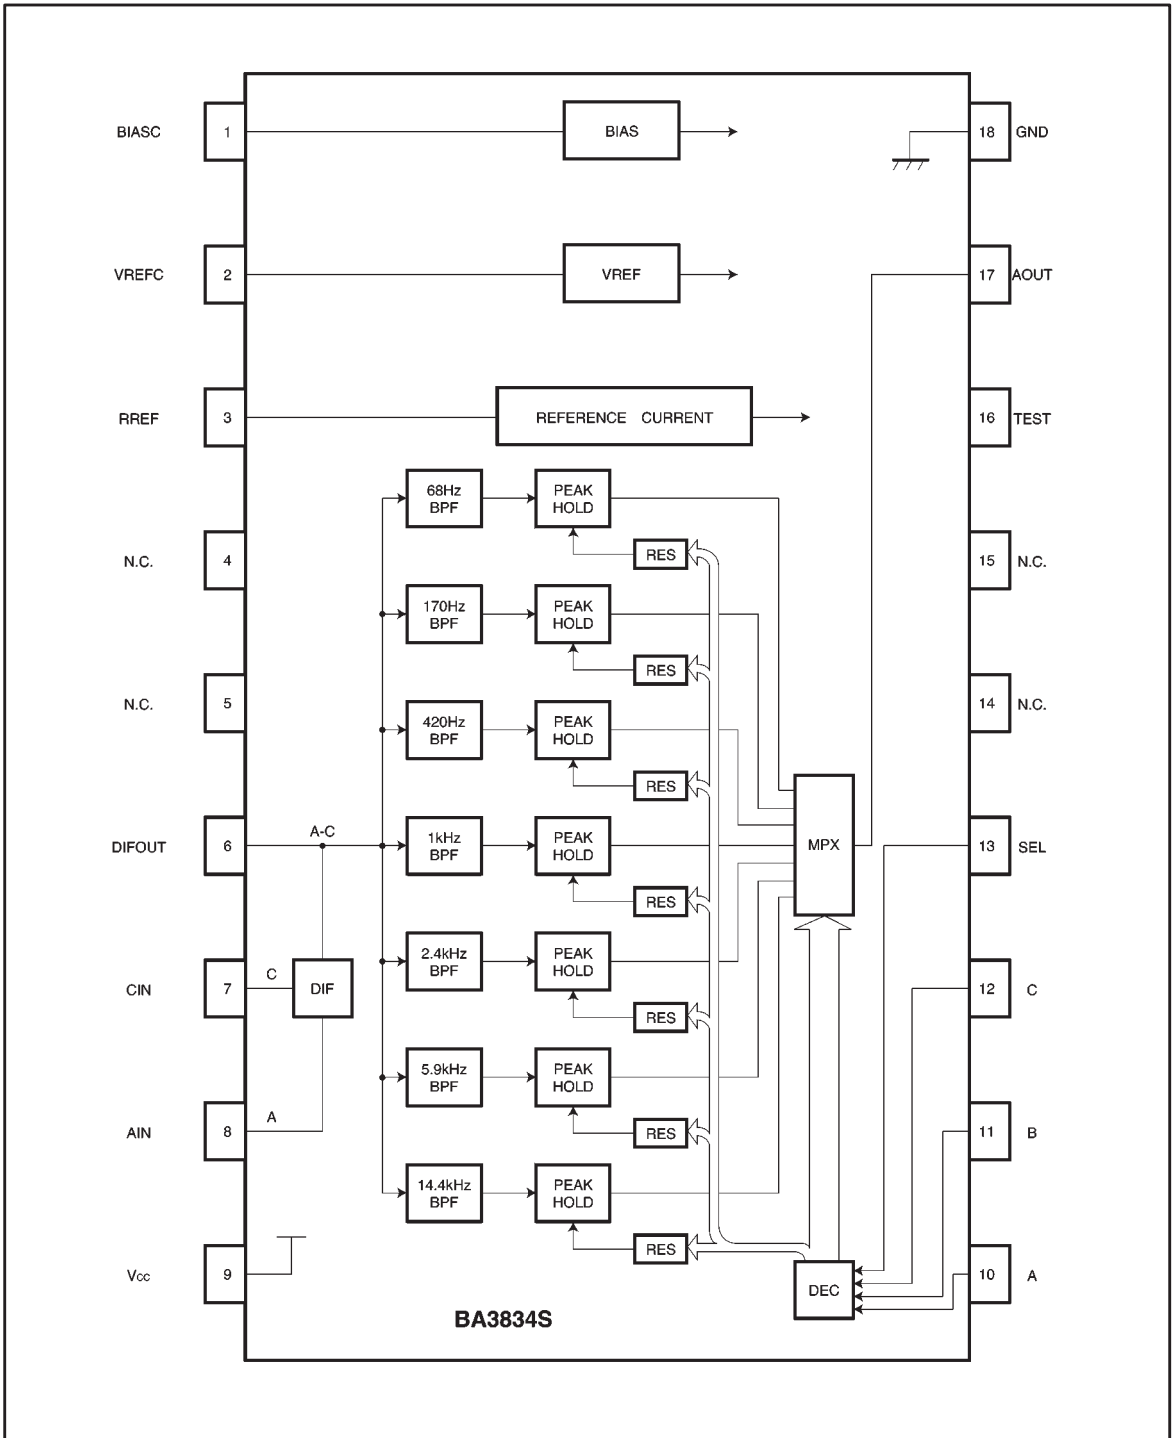 BIASC 1 BIAS 18 GND
VREFC 2 VREF 17 AOUT
RREF 3 REFERENCE CURRENT 16 TEST
68Hz PEAK
BPF HOLD
N.C. 4 RES 15 N.C.
170Hz PEAK
BPF HOLD
RES
N.C. 5 14 N.C.
420Hz PEAK
BPF HOLD
RES
A-C
DIFOUT 6 1kHz BPF PEAK HOLD MPX 13 SEL
RES
2.4kHz PEAK
BPF HOLD
C
CIN 7 DIF 12 C
RES
5.9kHz PEAK
BPF HOLD
A
AIN 8 RES 11 B
14.4kHz PEAK
BPF HOLD
RES
Vcc 9 DEC 10 A
BA3834S